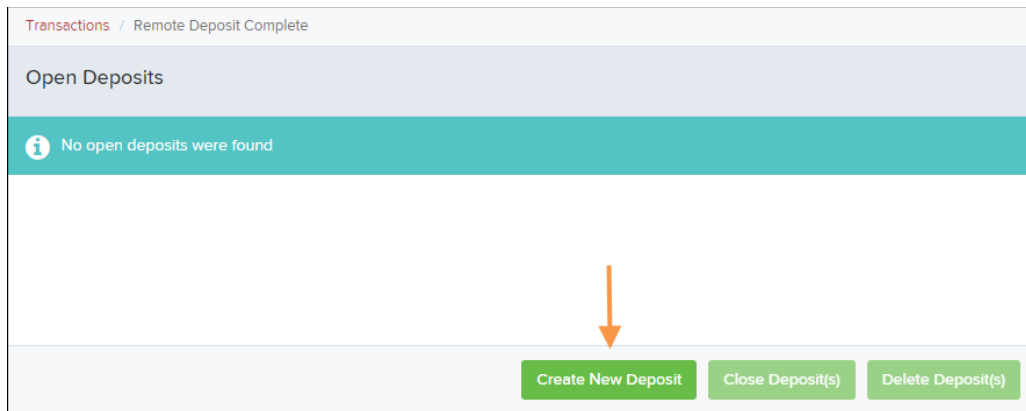 Transactions / Remote Deposit Complete
Open Deposits
No open deposits were found
Create New Deposit Close Deposit(s) Delete Deposit(s)